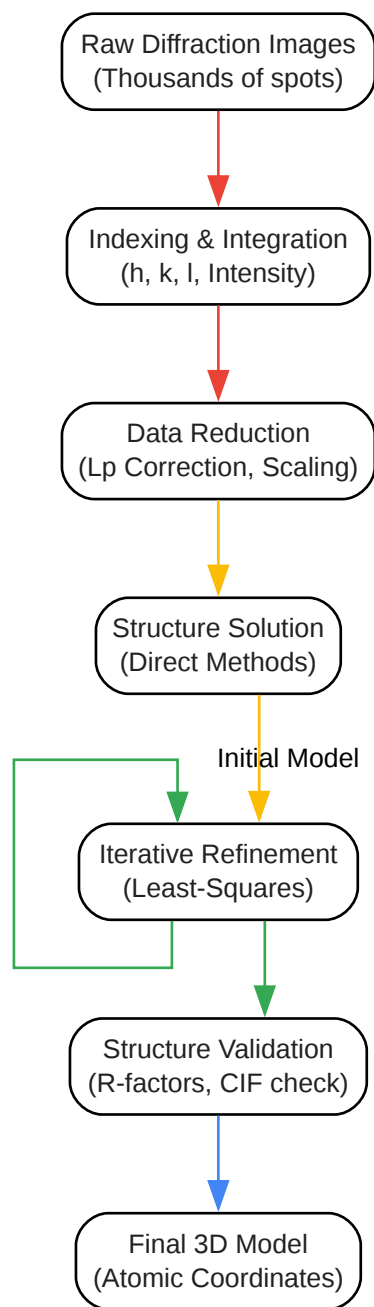 Raw Diffraction Images
(Thousands of spots)
Indexing & Integration
(h, k, l, Intensity)
Data Reduction
(Lp Correction, Scaling)
Structure Solution
(Direct Methods)
Initial Model
Iterative Refinement
(Least-Squares)
Structure Validation
(R-factors, CIF check)
Final 3D Model
(Atomic Coordinates)